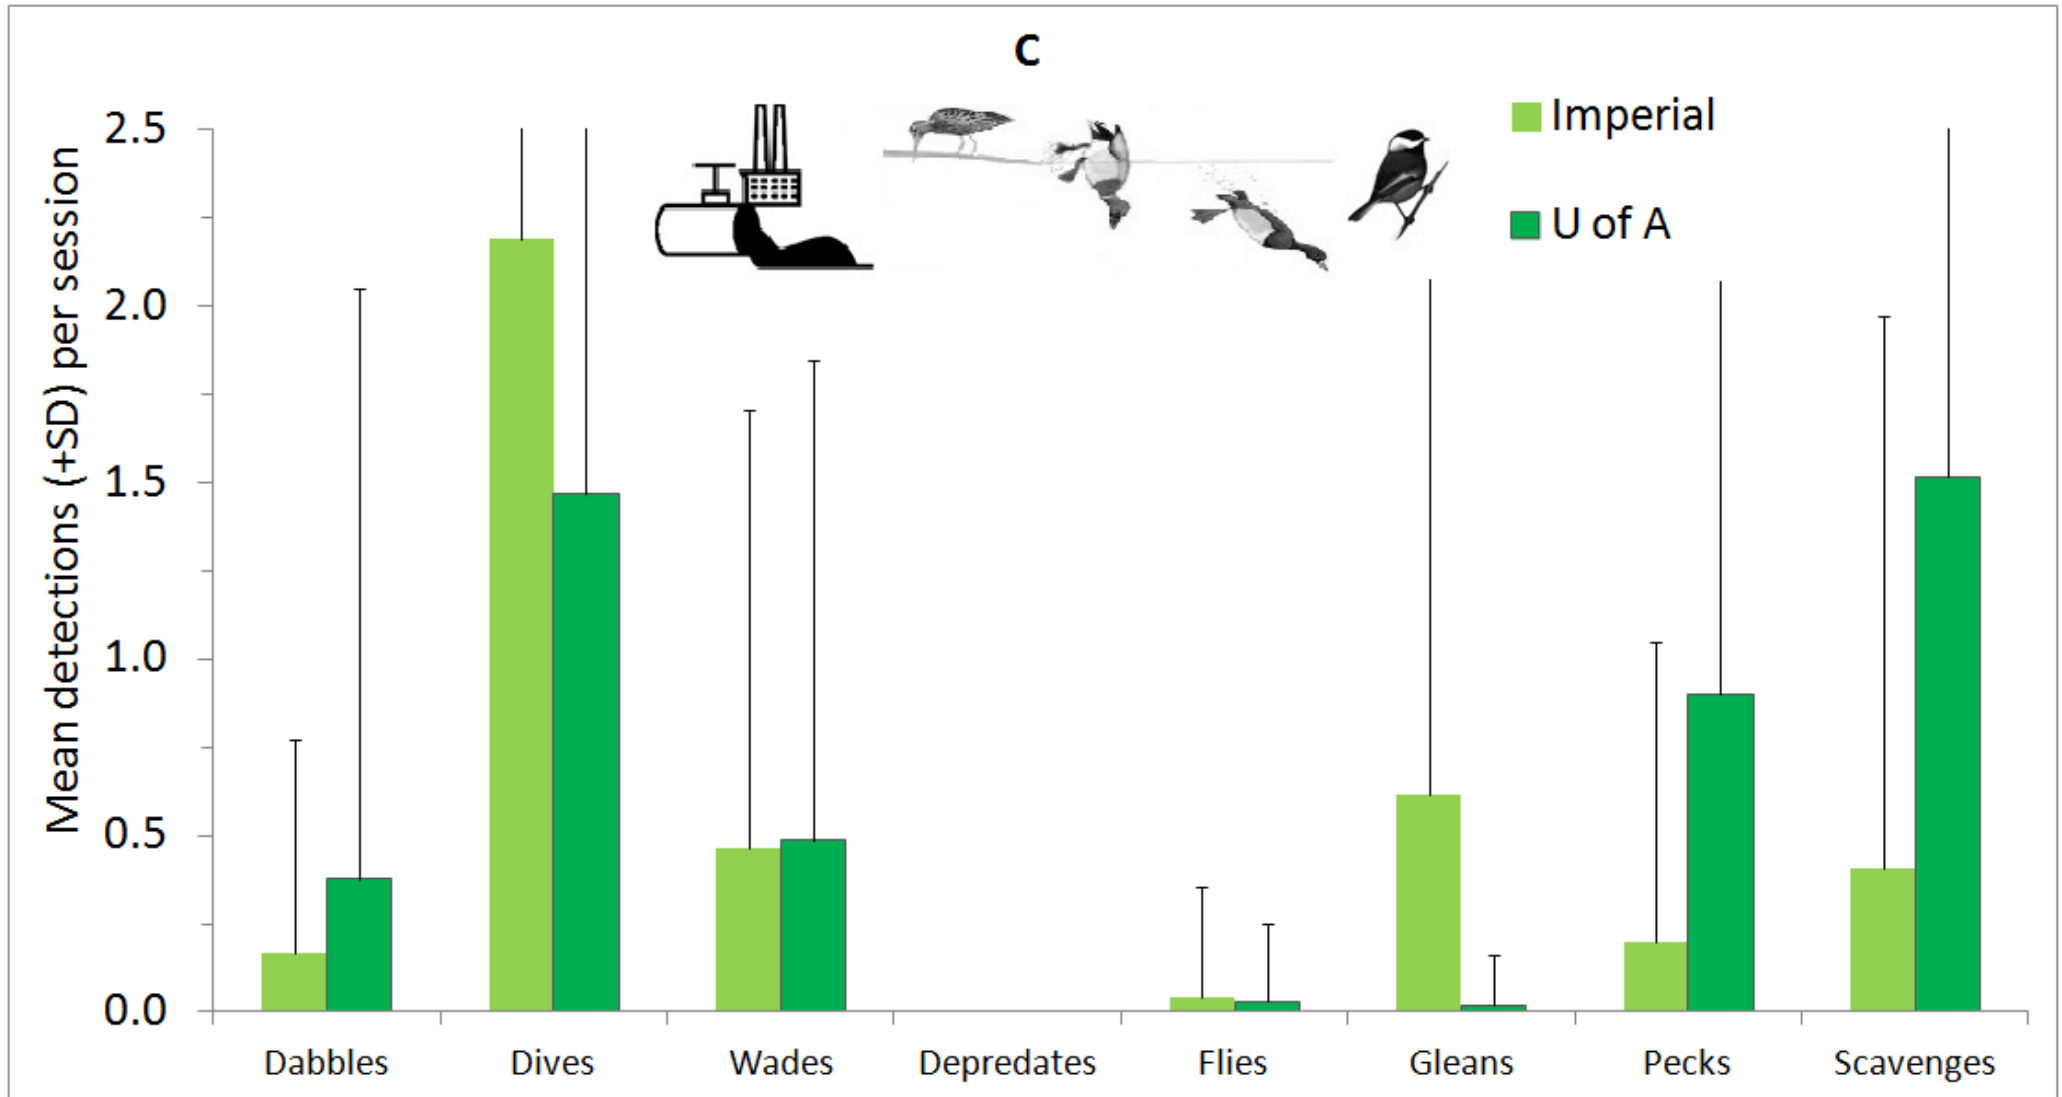 C
Imperial
U of A
Mean detections (+SD) per session
2.5
2.0
1.5
1.0
0.5
0.0
Dabbles Dives Wades Depredates Flies Gleans Pecks Scavenges